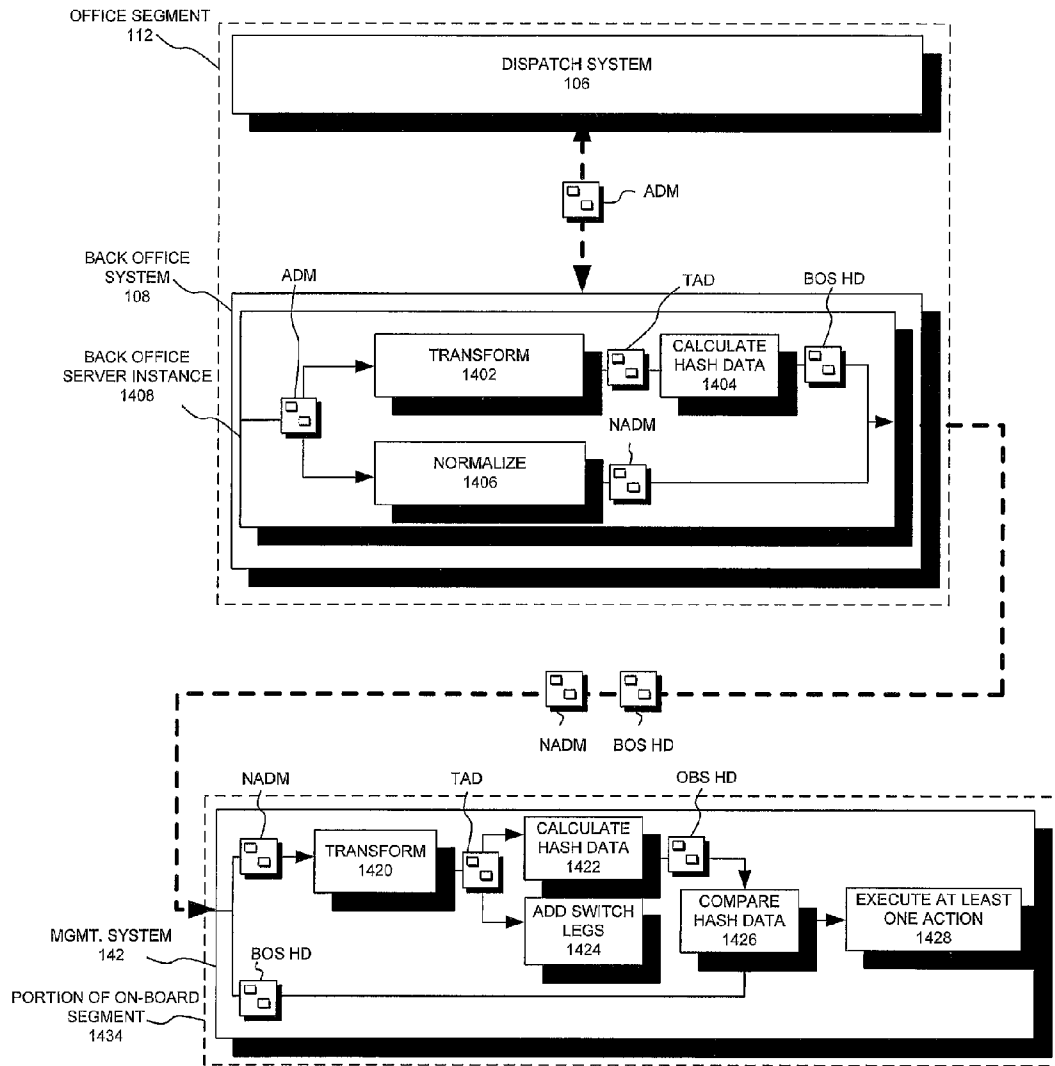 OFFICE SEGMENT
112
DISPATCH SYSTEM
106
ADM
BACK OFFICE
SYSTEM
108
ADM
TAD
BOS HD
BACK OFFICE
SERVER INSTANCE
1408
TRANSFORM
1402
CALCULATE
HASH DATA
1404
NORMALIZE
1406
NADM
NADM
BOS HD
NADM
TAD
OBS HD
TRANSFORM
1420
CALCULATE
HASH DATA
1422
ADD SWITCH
LEGS
1424
COMPARE
HASH DATA
1426
EXECUTE AT LEAST
ONE ACTION
1428
MGMT. SYSTEM
142
BOS HD
PORTION OF ON-BOARD
SEGMENT
1434